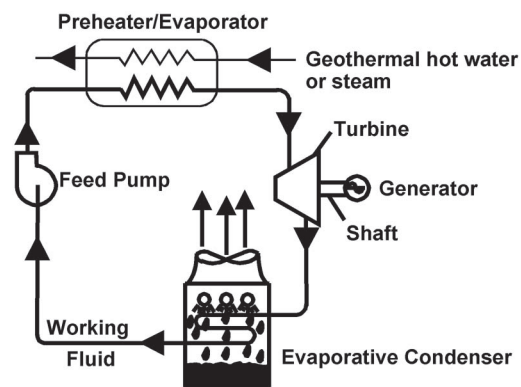 Preheater/Evaporator
Geothermal hot water
or steam
Turbine
Feed Pump
Generator
Shaft
Working
Fluid
Evaporative Condenser